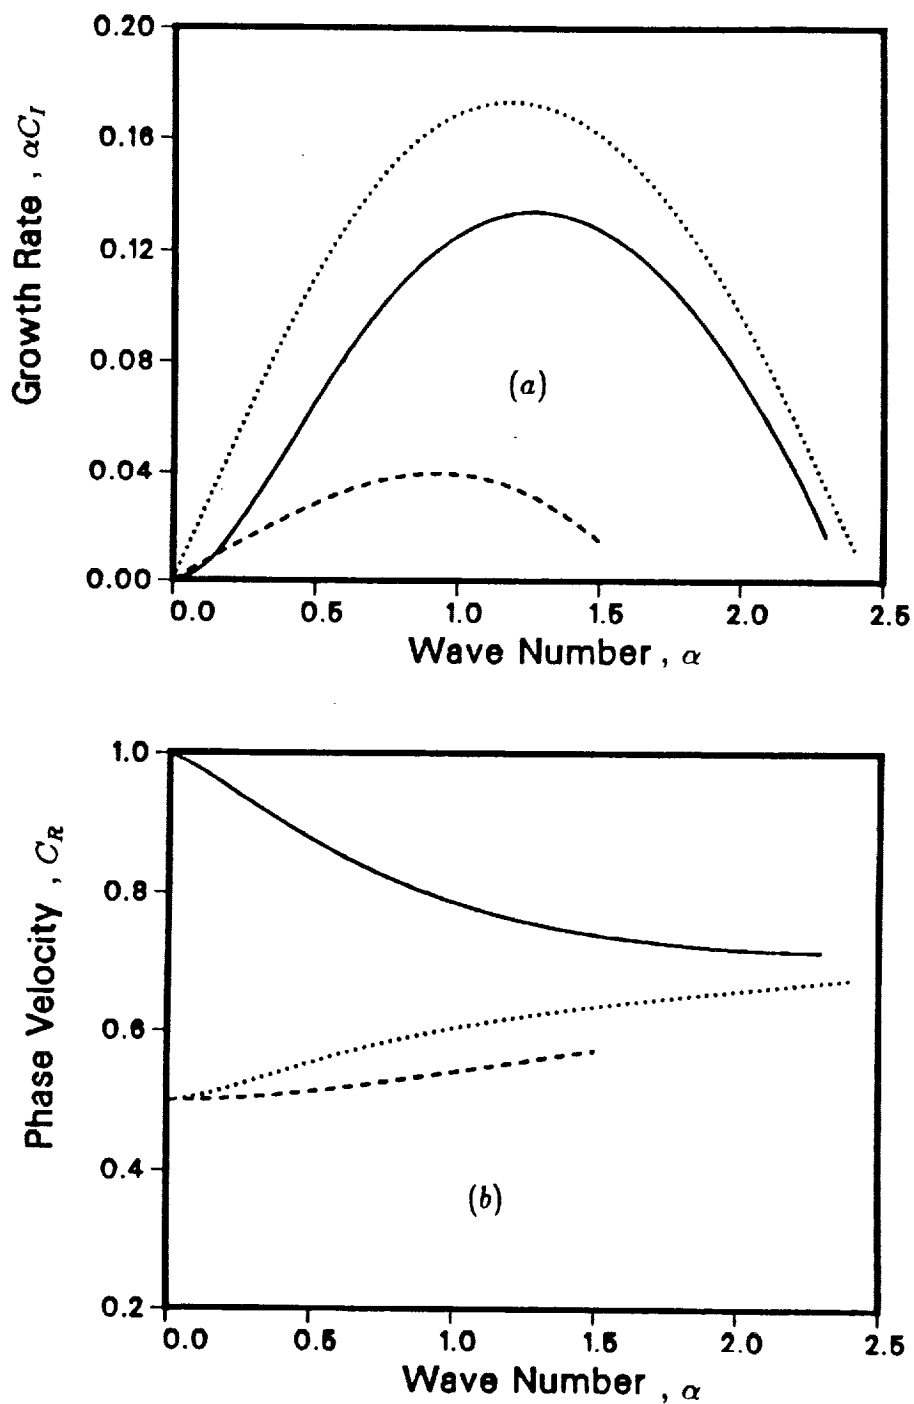 0.20
0.16
0.12
0.08
0.04
0.00
Growth Rate , αC_I
(a)
0.0 0.5 1.0 1.5 2.0 2.5
Wave Number , α
1.0
0.8
0.6
0.4
0.2
Phase Velocity , C_R
(b)
0.0 0.5 1.0 1.5 2.0 2.5
Wave Number , α